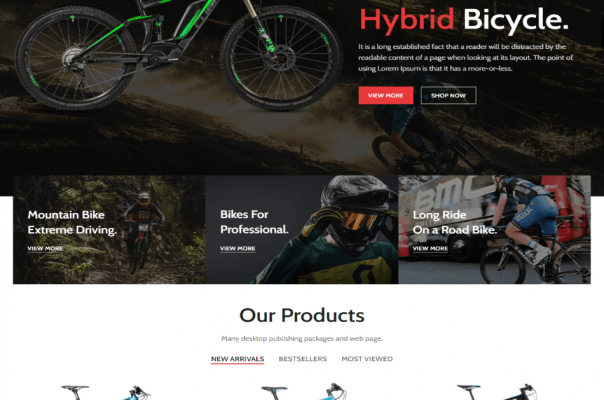 Hybrid Bicycle.
It is a long established fact that a reader will be distracted by the
readable content of a page when looking at its layout. The point of
using Lorem Ipsum is that it has a more-or-less.
VIEW MORE
SHOP NOW
Mountain Bike
Extreme Driving.
VIEW MORE
Bikes For
Professional.
VIEW MORE
BMC
Long Ride
On a Road Bike.
VIEW MORE
Our Products
Many desktop publishing packages and web page.
NEW ARRIVALS
BESTSELLERS
MOST VIEWED